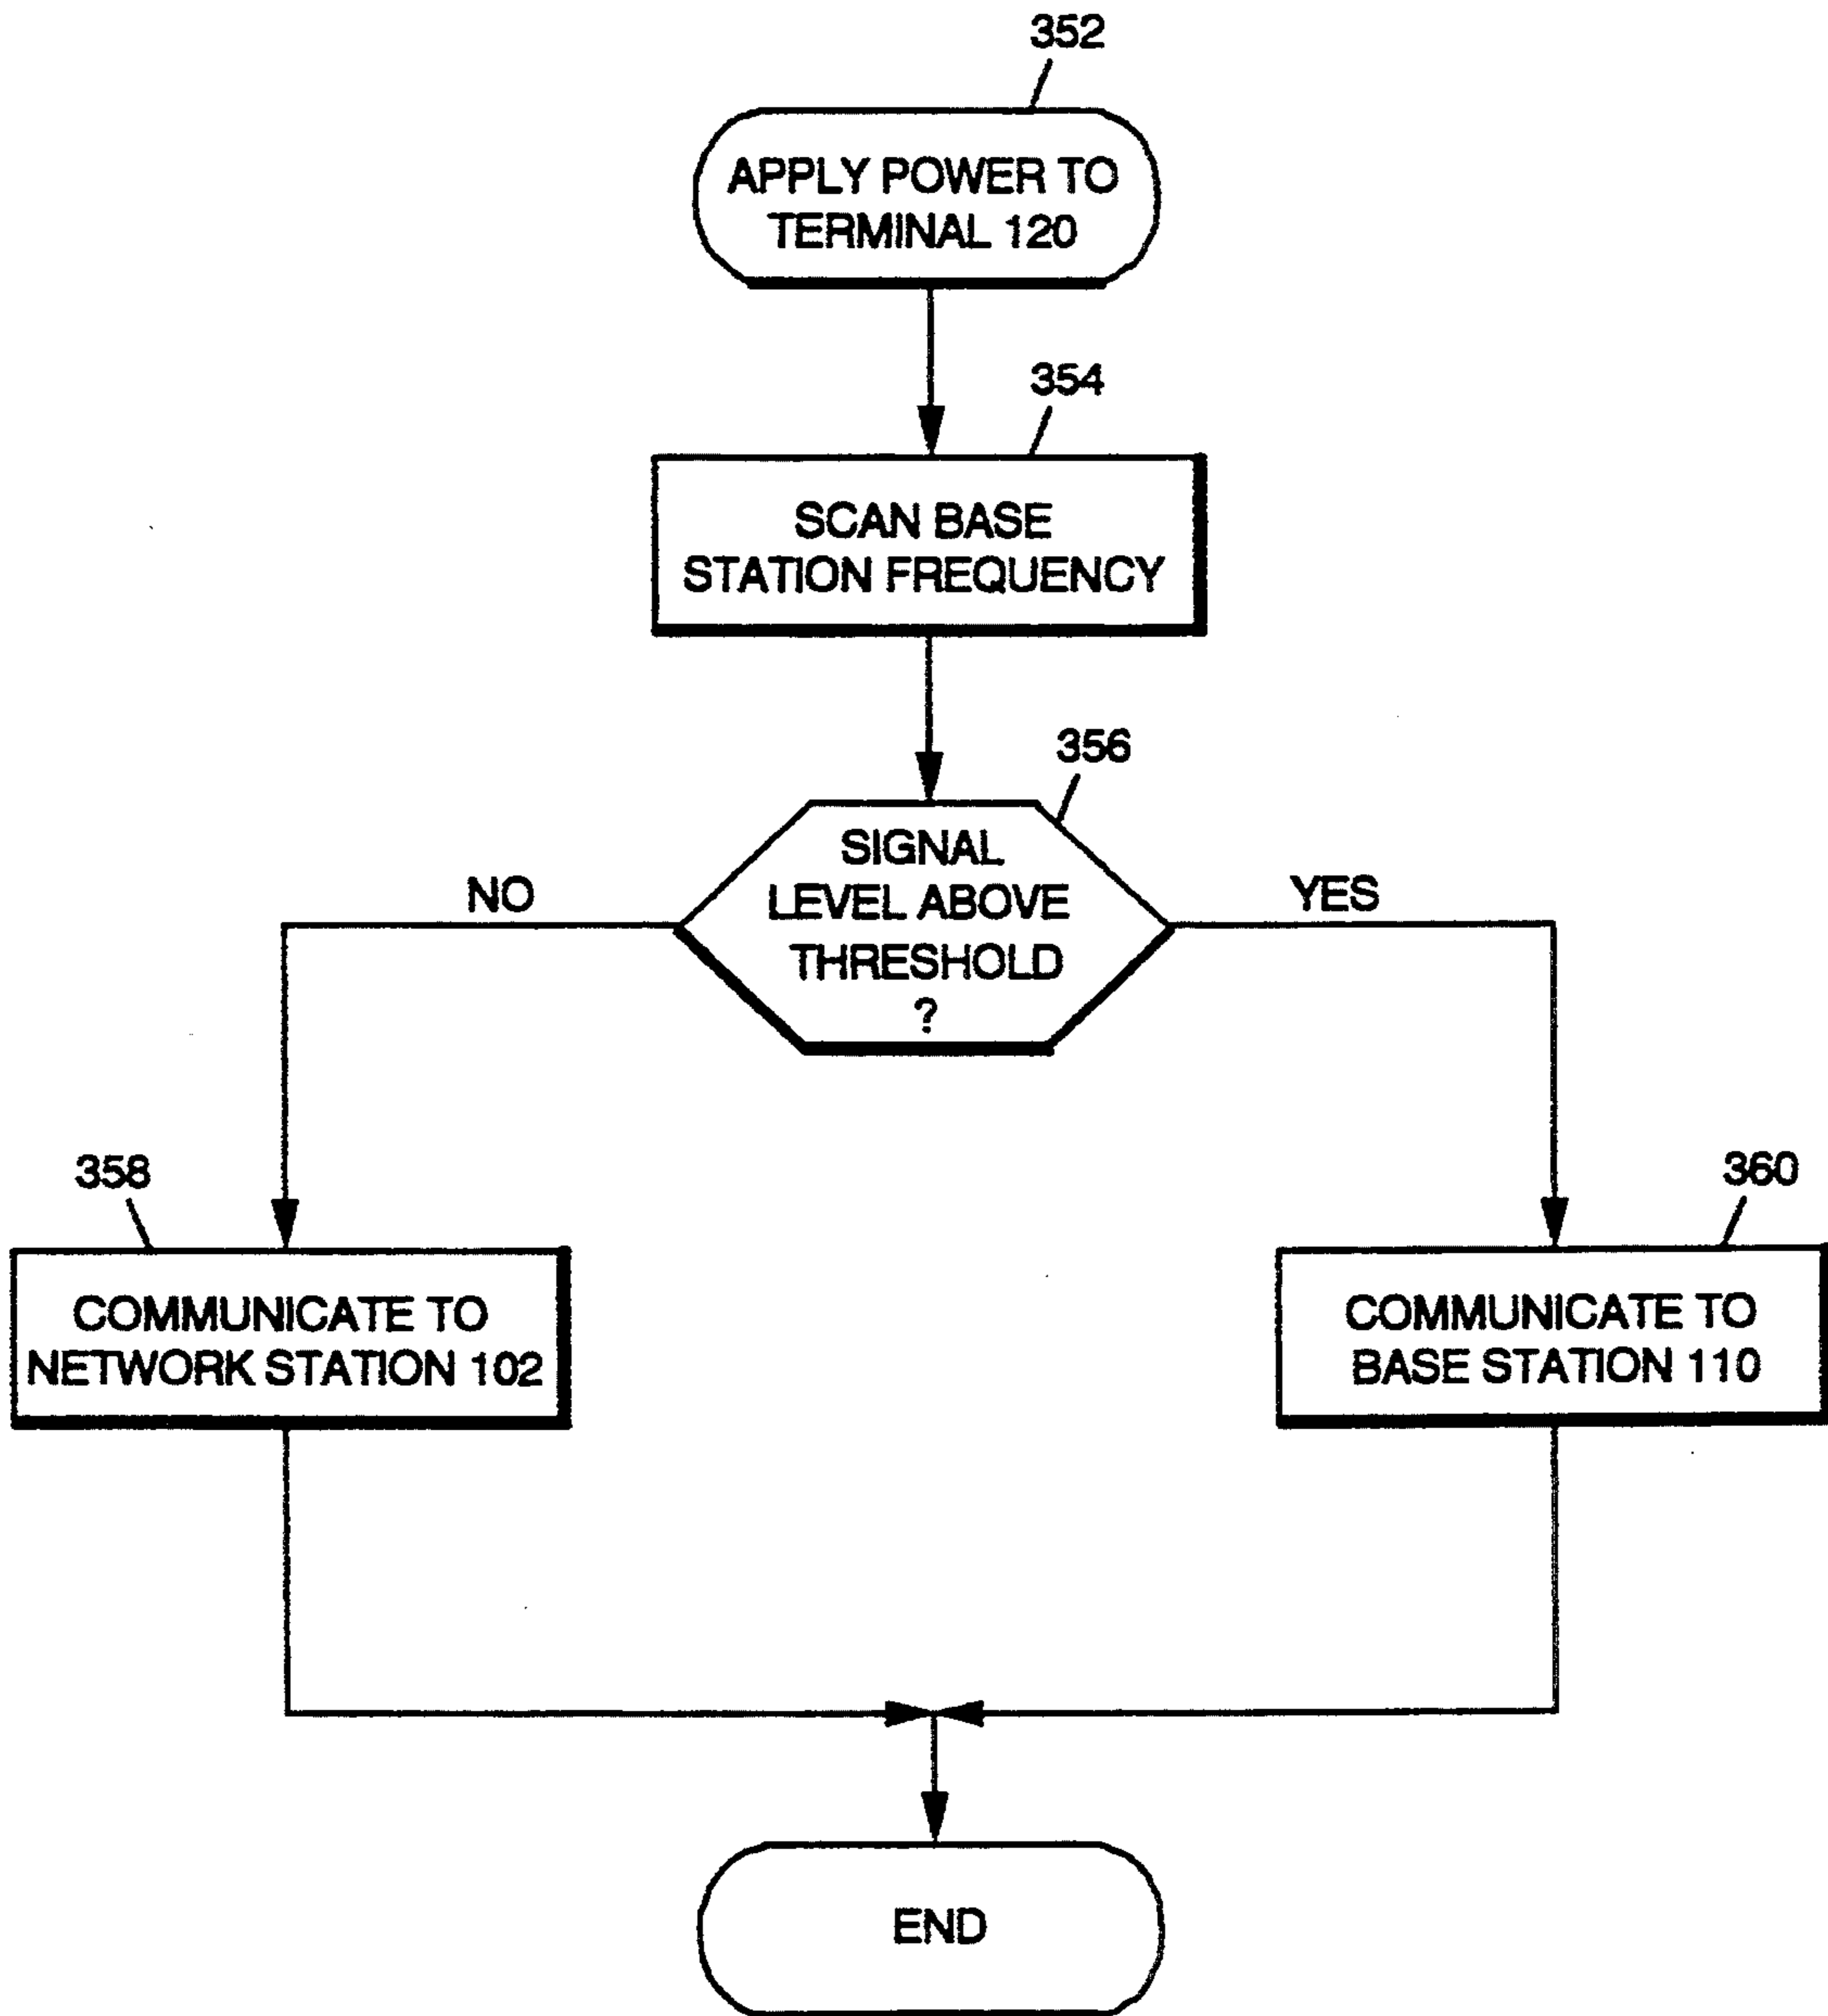 352
APPLY POWER TO
TERMINAL 120
354
SCAN BASE
STATION FREQUENCY
356
SIGNAL
LEVEL ABOVE
THRESHOLD
?
NO
YES
358
COMMUNICATE TO
NETWORK STATION 102
360
COMMUNICATE TO
BASE STATION 110
END